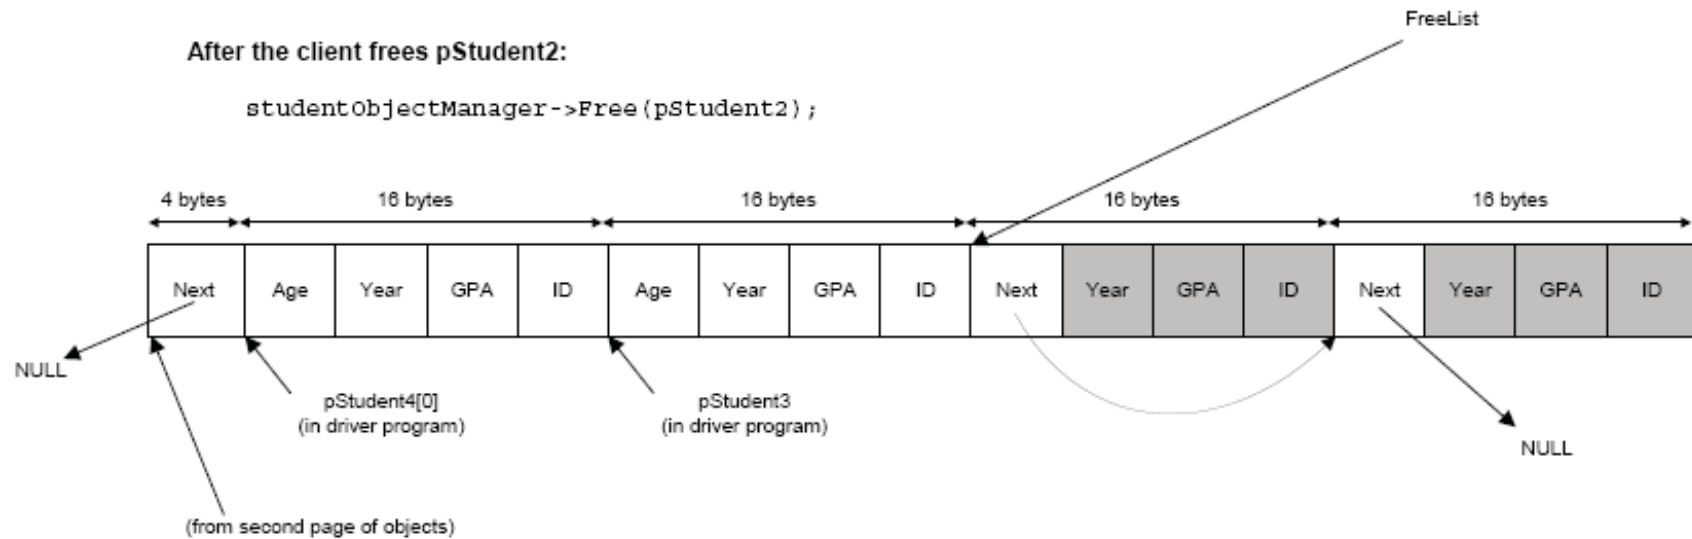 FreeList
After the client frees pStudent2:
studentObjectManager->Free(pStudent2);
4 bytes 16 bytes 16 bytes 16 bytes 16 bytes
Next Age Year GPA ID Age Year GPA ID Next Year GPA ID Next Year GPA ID
NULL
pStudent4[0]
(in driver program)
pStudent3
(in driver program)
NULL
(from second page of objects)